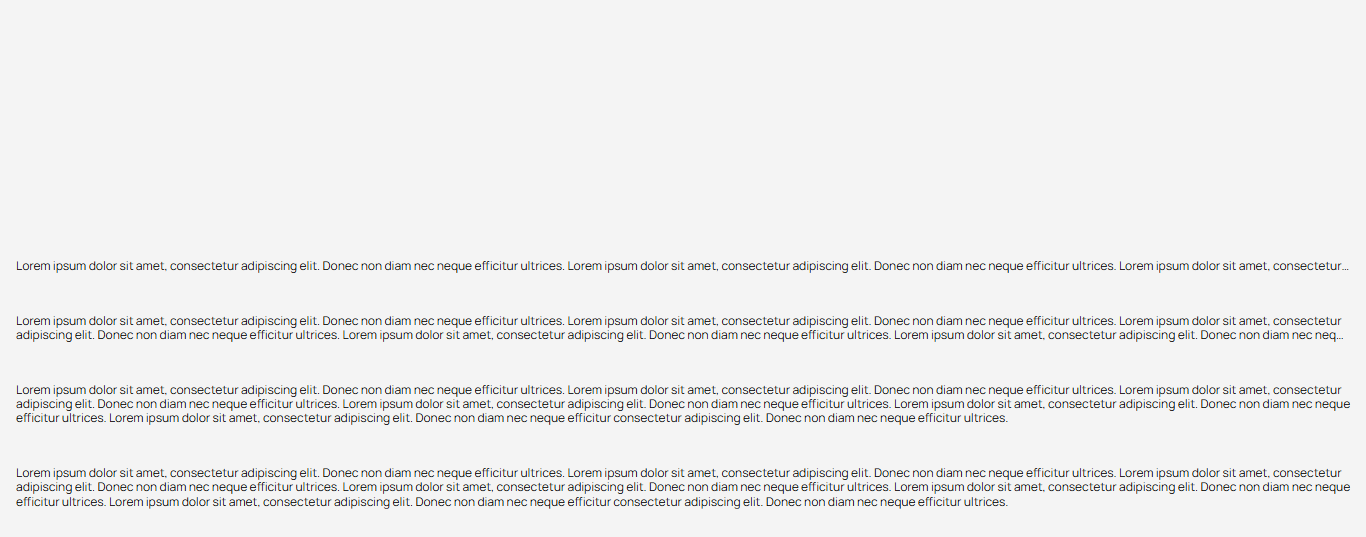 Lorem ipsum dolor sit amet, consectetur adipiscing elit. Donec non diam nec neque efficitur ultrices. Lorem ipsum dolor sit amet, consectetur adipiscing elit. Donec non diam nec neque efficitur ultrices. Lorem ipsum dolor sit amet, consectetur...
Lorem ipsum dolor sit amet, consectetur adipiscing elit. Donec non diam nec neque efficitur ultrices. Lorem ipsum dolor sit amet, consectetur adipiscing elit. Donec non diam nec neque efficitur ultrices. Lorem ipsum dolor sit amet, consectetur
adipiscing elit. Donec non diam nec neque efficitur ultrices. Lorem ipsum dolor sit amet, consectetur adipiscing elit. Donec non diam nec neque efficitur ultrices. Lorem ipsum dolor sit amet, consectetur adipiscing elit. Donec non diam nec neq...
Lorem ipsum dolor sit amet, consectetur adipiscing elit. Donec non diam nec neque efficitur ultrices. Lorem ipsum dolor sit amet, consectetur adipiscing elit. Donec non diam nec neque efficitur ultrices. Lorem ipsum dolor sit amet, consectetur
adipiscing elit. Donec non diam nec neque efficitur ultrices. Lorem ipsum dolor sit amet, consectetur adipiscing elit. Donec non diam nec neque efficitur ultrices. Lorem ipsum dolor sit amet, consectetur adipiscing elit. Donec non diam nec neque
efficitur ultrices. Lorem ipsum dolor sit amet, consectetur adipiscing elit. Donec non diam nec neque efficitur consectetur adipiscing elit. Donec non diam nec neque efficitur ultrices.
Lorem ipsum dolor sit amet, consectetur adipiscing elit. Donec non diam nec neque efficitur ultrices. Lorem ipsum dolor sit amet, consectetur adipiscing elit. Donec non diam nec neque efficitur ultrices. Lorem ipsum dolor sit amet, consectetur
adipiscing elit. Donec non diam nec neque efficitur ultrices. Lorem ipsum dolor sit amet, consectetur adipiscing elit. Donec non diam nec neque efficitur ultrices. Lorem ipsum dolor sit amet, consectetur adipiscing elit. Donec non diam nec neque
efficitur ultrices. Lorem ipsum dolor sit amet, consectetur adipiscing elit. Donec non diam nec neque efficitur consectetur adipiscing elit. Donec non diam nec neque efficitur ultrices.